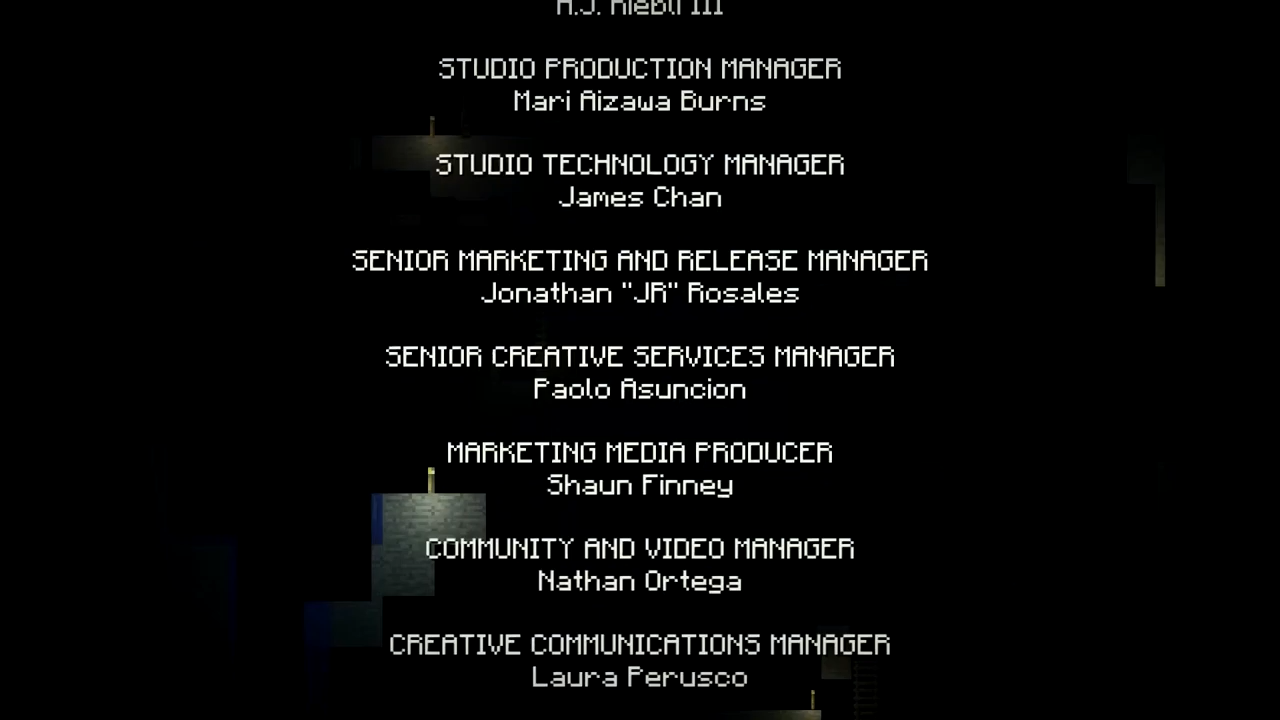 A.J. Riebli III
STUDIO PRODUCTION MANAGER
Mari Aizawa Burns
STUDIO TECHNOLOGY MANAGER
James Chan
SENIOR MARKETING AND RELEASE MANAGER
Jonathan "JR" Rosales
SENIOR CREATIVE SERVICES MANAGER
Paolo Asuncion
MARKETING MEDIA PRODUCER
Shaun Finney
COMMUNITY AND VIDEO MANAGER
Nathan Ortega
CREATIVE COMMUNICATIONS MANAGER
Laura Perusco